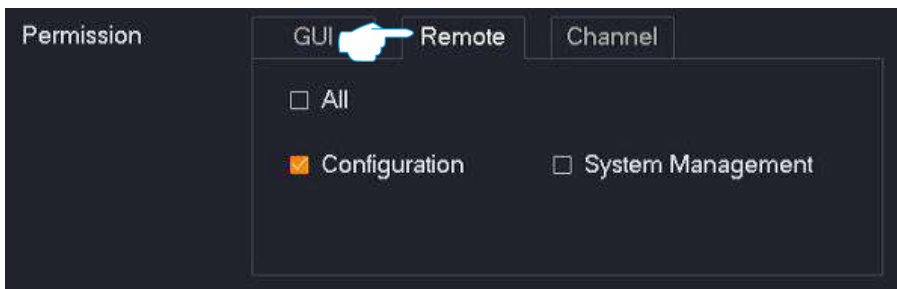 Permission GUI Remote Channel
All
Configuration System Management